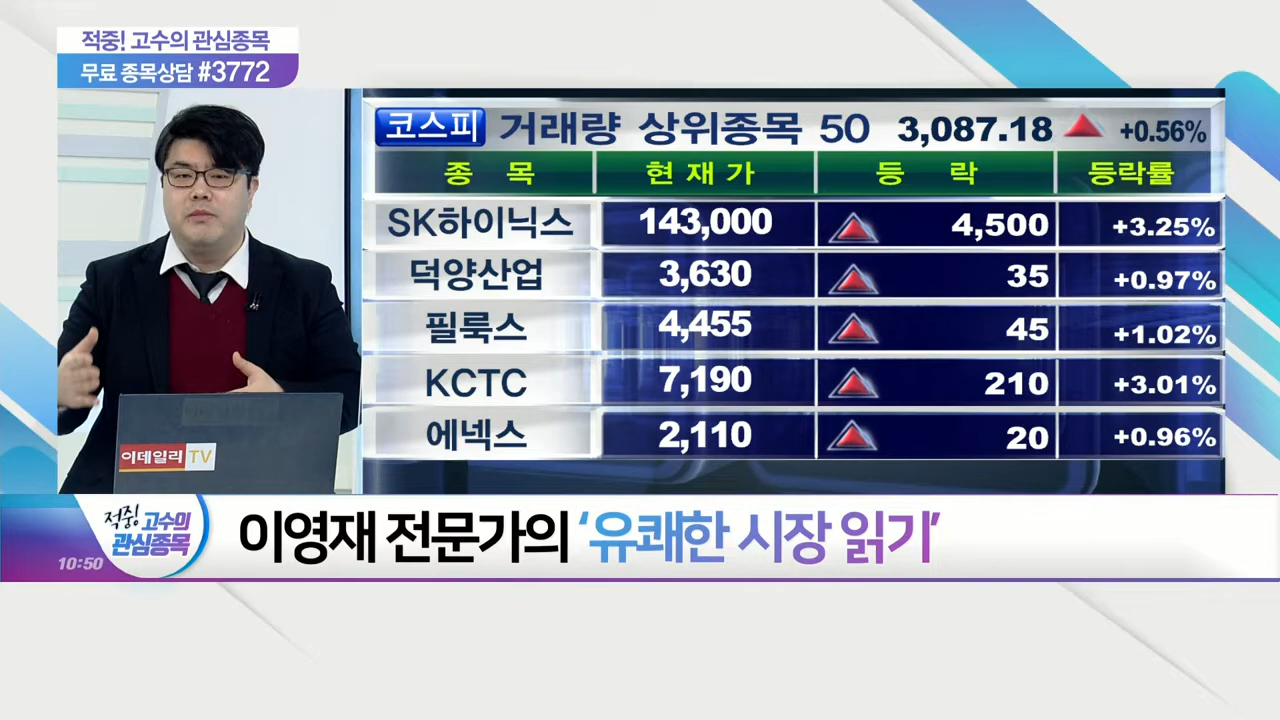 적중! 고수의 관심종목
무료 종목상담 #3772
코스피 거래량 상위종목 50 3,087.18 ▲ +0.56%
종 목 현 재 가 등 락 등락률
SK하이닉스 143,000 ▲ 4,500 +3.25%
덕양산업 3,630 ▲ 35 +0.97%
필룩스 4,455 ▲ 45 +1.02%
KCTC 7,190 ▲ 210 +3.01%
에넥스 2,110 ▲ 20 +0.96%
이데일리 TV
적중! 고수의
관심종목
10:50
이영재 전문가의 ‘유쾌한 시장 읽기’